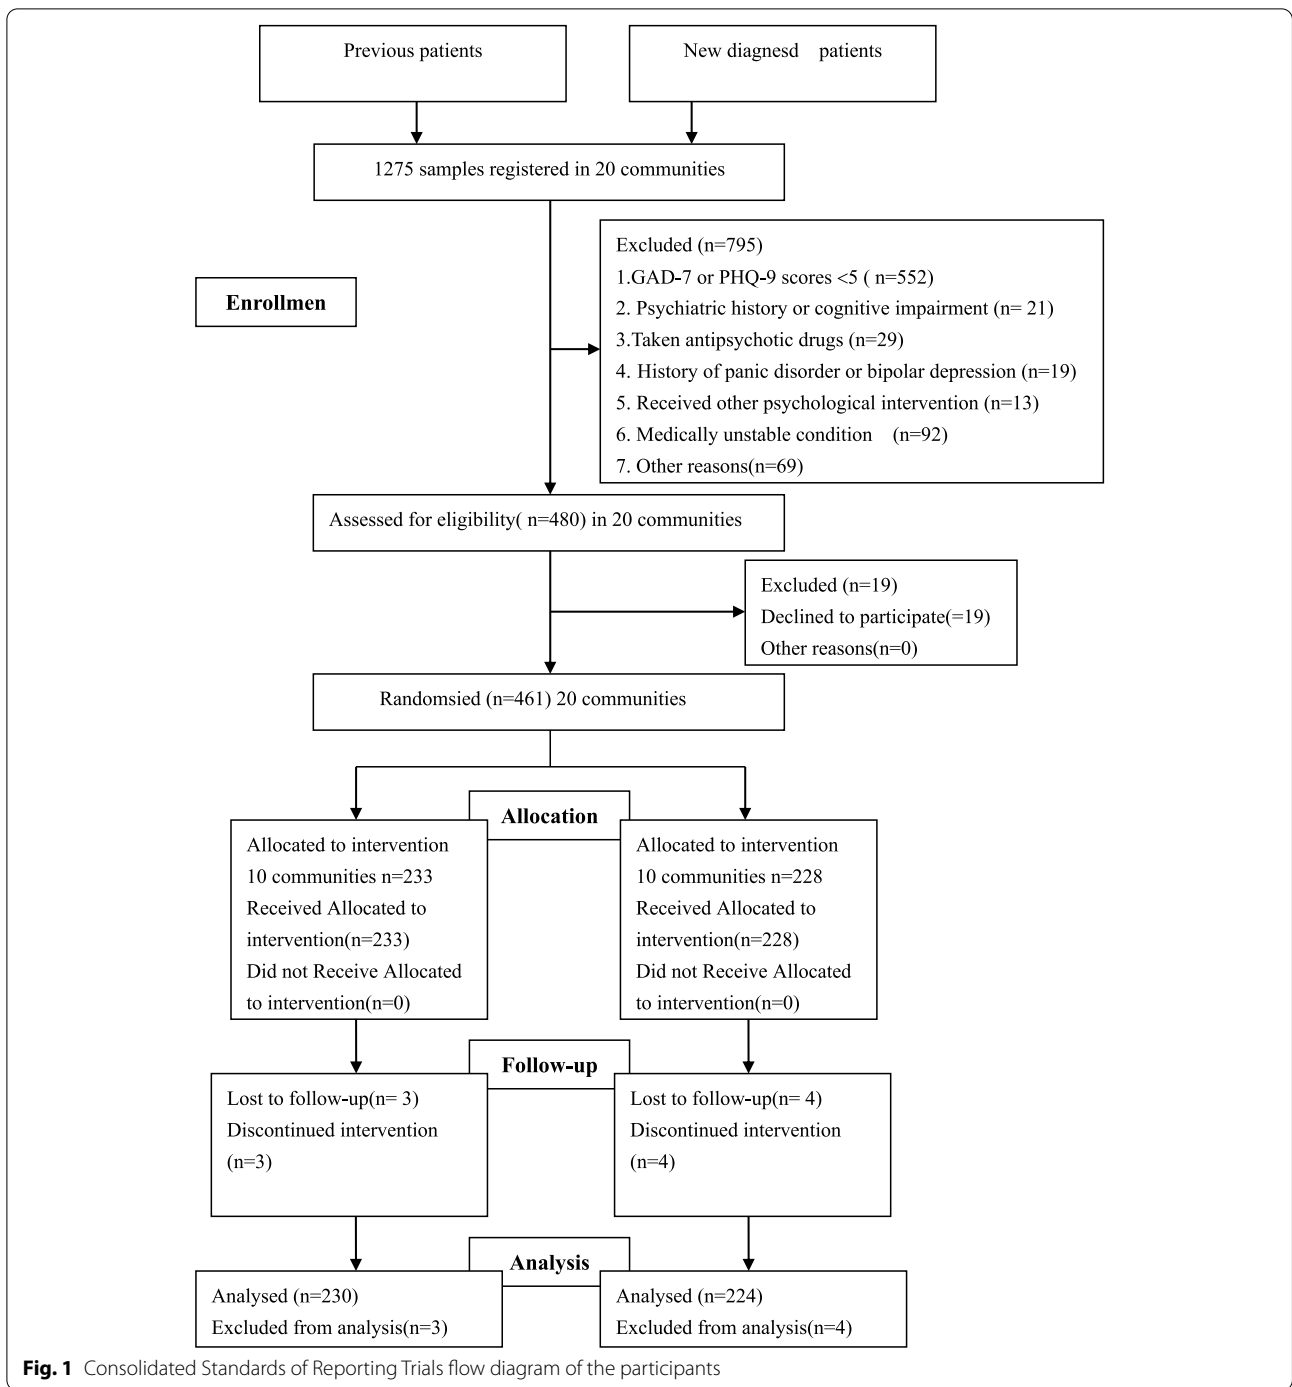 Previous patients
New diagnesd patients
1275 samples registered in 20 communities
Excluded (n=795)
1.GAD-7 or PHQ-9 scores <5 ( n=552)
2. Psychiatric history or cognitive impairment (n= 21)
3.Taken antipsychotic drugs (n=29)
4. History of panic disorder or bipolar depression (n=19)
5. Received other psychological intervention (n=13)
6. Medically unstable condition (n=92)
7. Other reasons(n=69)
Enrollmen
Assessed for eligibility( n=480) in 20 communities
Excluded (n=19)
Declined to participate(=19)
Other reasons(n=0)
Randomsied (n=461) 20 communities
Allocation
Allocated to intervention
10 communities n=233
Received Allocated to
intervention(n=233)
Did not Receive Allocated
to intervention(n=0)
Allocated to intervention
10 communities n=228
Received Allocated to
intervention(n=228)
Did not Receive Allocated
to intervention(n=0)
Follow-up
Lost to follow-up(n= 3)
Discontinued intervention
(n=3)
Lost to follow-up(n= 4)
Discontinued intervention
(n=4)
Analysis
Analysed (n=230)
Excluded from analysis(n=3)
Analysed (n=224)
Excluded from analysis(n=4)
Fig. 1 Consolidated Standards of Reporting Trials flow diagram of the participants